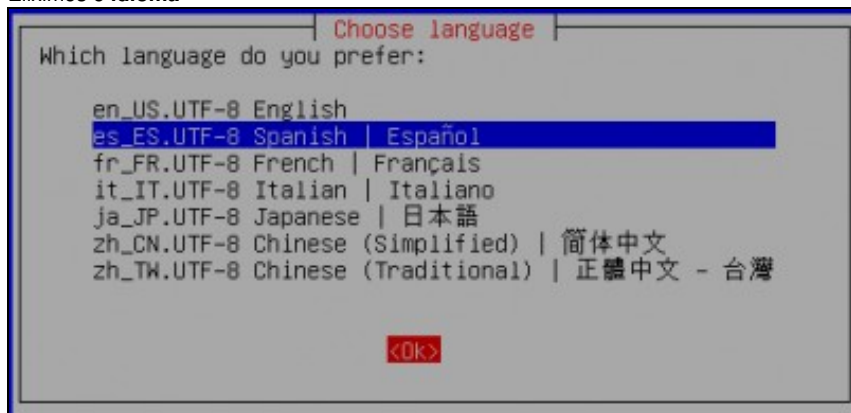 idioma
Choose language
Which language do you prefer:
en_US.UTF-8 English
es_ES.UTF-8 Spanish | Español
fr_FR.UTF-8 French | Français
it_IT.UTF-8 Italian | Italiano
ja_JP.UTF-8 Japanese | 日本語
zh_CN.UTF-8 Chinese (Simplified) | 简体中文
zh_TW.UTF-8 Chinese (Traditional) | 正體中文 - 台灣
<Ok>